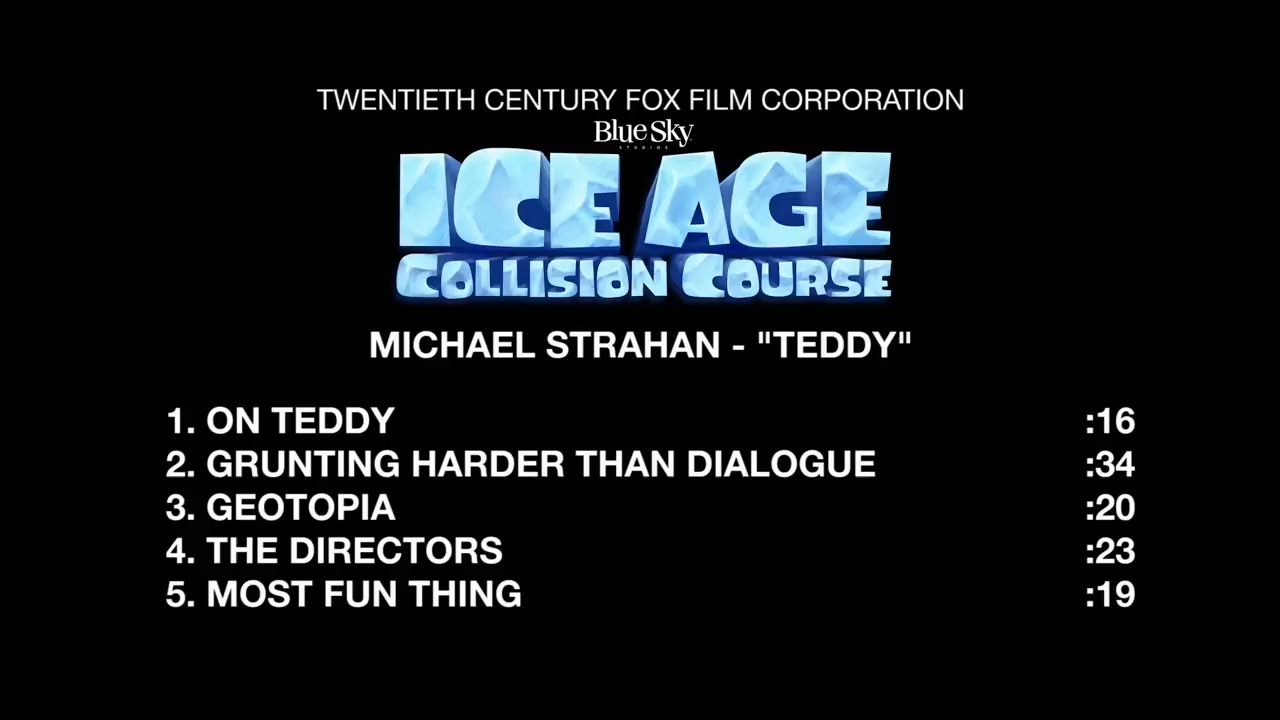 TWENTIETH CENTURY FOX FILM CORPORATION
Blue Sky
STUDIOS
ICE AGE
COLLISION COURSE
MICHAEL STRAHAN - "TEDDY"
1. ON TEDDY :16
2. GRUNTING HARDER THAN DIALOGUE :34
3. GEOTOPIA :20
4. THE DIRECTORS :23
5. MOST FUN THING :19